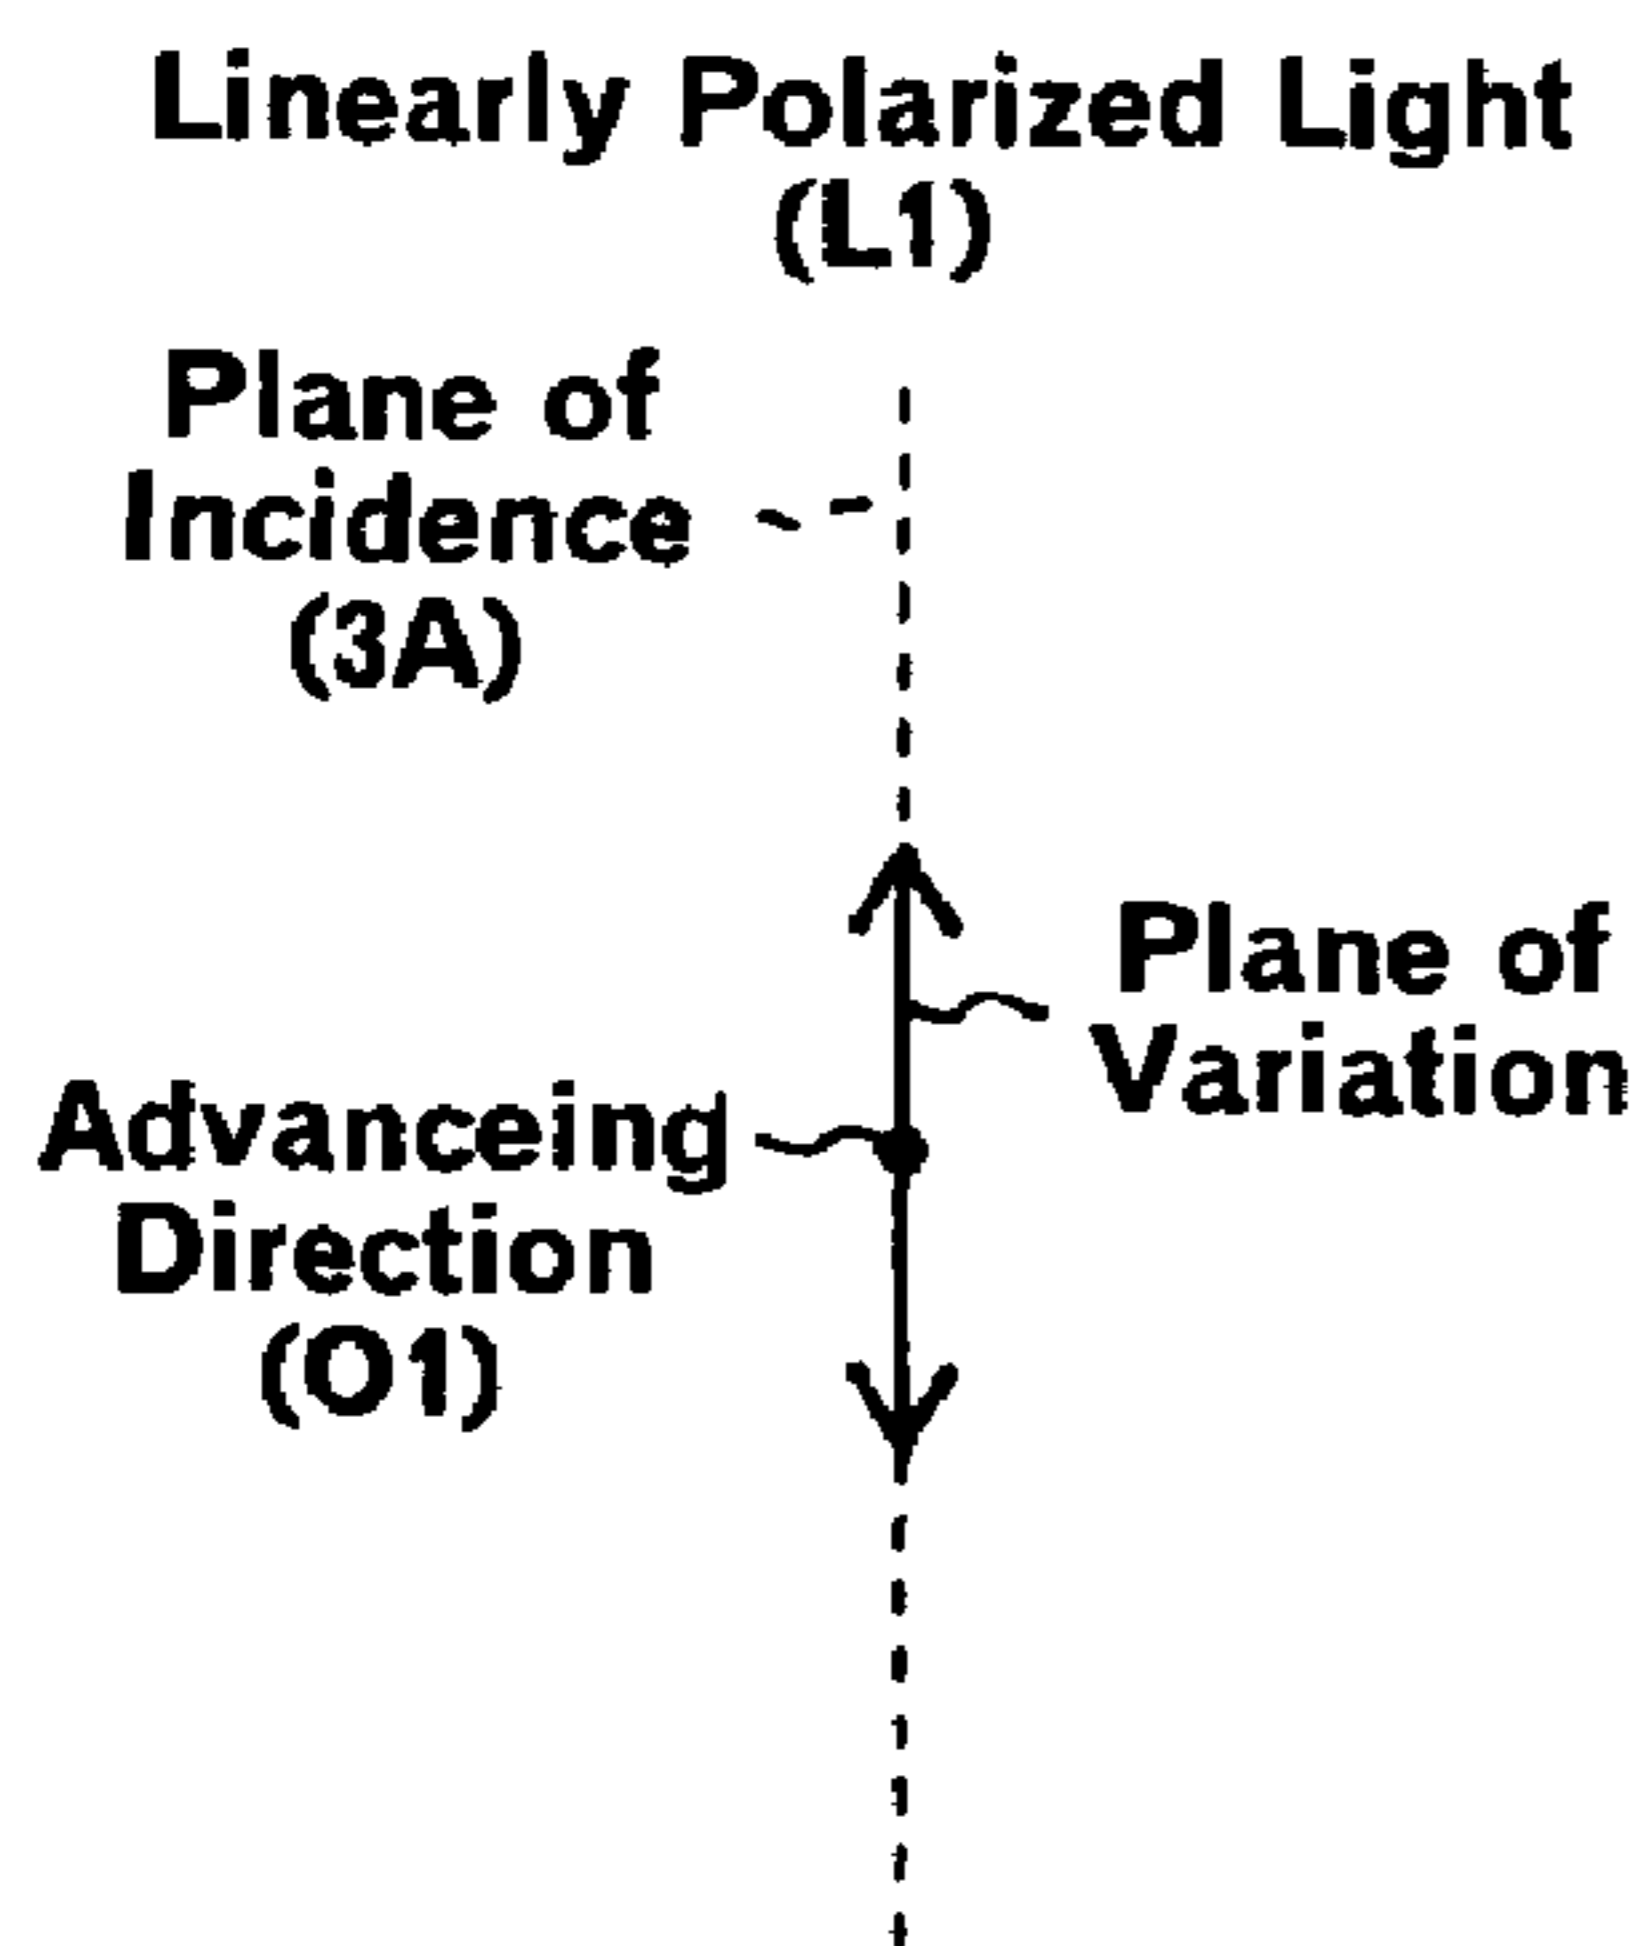 Linearly Polarized Light
(L1)
Plane of
Incidence
(3A)
Plane of
Variation
Advanceing
Direction
(O1)